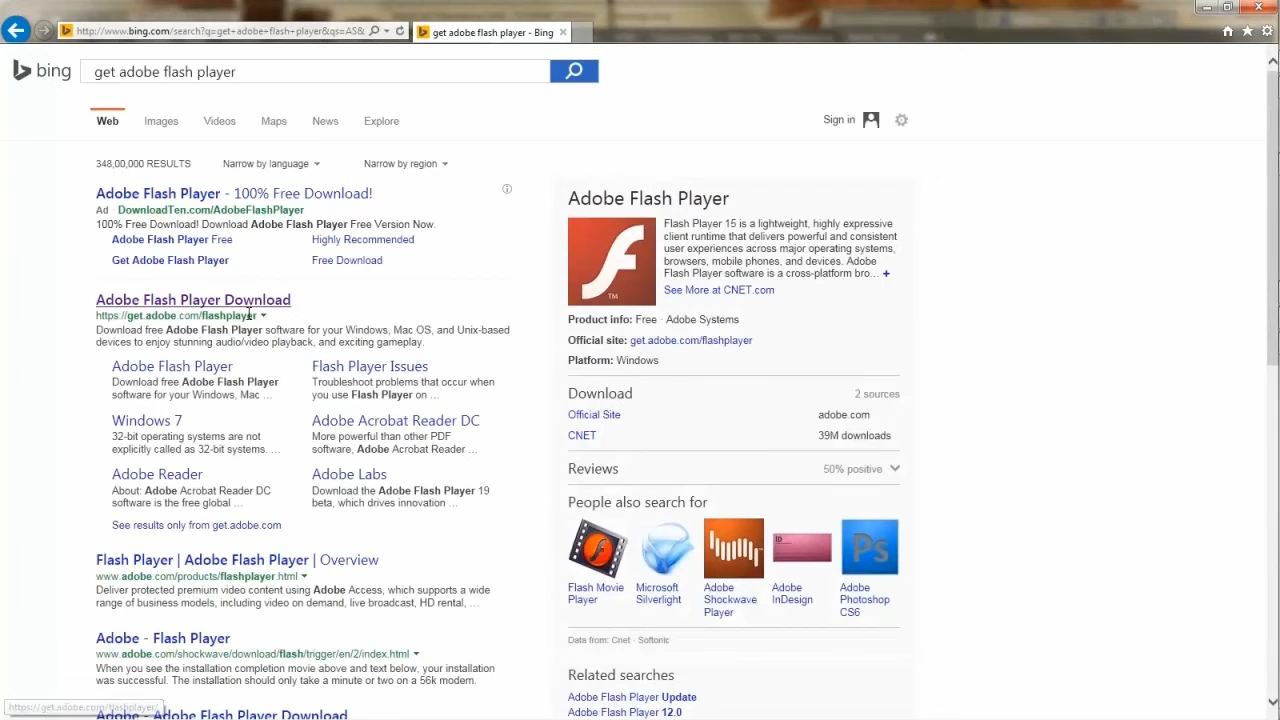 http://www.bing.com/search?q=get+adobe+flash+player&qs=AS&
get adobe flash player - Bing
bing
get adobe flash player
Web Images Videos Maps News Explore
Sign in
348,00,000 RESULTS Narrow by language Narrow by region
Adobe Flash Player - 100% Free Download!
Ad · DownloadTen.com/AdobeFlashPlayer
100% Free Download! Download Adobe Flash Player Free Version Now.
Adobe Flash Player Free Highly Recommended
Get Adobe Flash Player Free Download
Adobe Flash Player Download
https://get.adobe.com/flashplayer
Download free Adobe Flash Player software for your Windows, Mac OS, and Unix-based
devices to enjoy stunning audio/video playback, and exciting gameplay.
Adobe Flash Player
Download free Adobe Flash Player
software for your Windows, Mac ...
Flash Player Issues
Troubleshoot problems that occur when
you use Flash Player on ...
Windows 7
32-bit operating systems are not
explicitly called as 32-bit systems. ...
Adobe Acrobat Reader DC
More powerful than other PDF
software, Adobe Acrobat Reader ...
Adobe Reader
About: Adobe Acrobat Reader DC
software is the free global ...
Adobe Labs
Download the Adobe Flash Player 19
beta, which drives innovation ...
See results only from get.adobe.com
Flash Player | Adobe Flash Player | Overview
www.adobe.com/products/flashplayer.html
Deliver protected premium video content using Adobe Access, which supports a wide
range of business models, including video on demand, live broadcast, HD rental, ...
Adobe - Flash Player
www.adobe.com/shockwave/download/flash/trigger/en/2/index.html
When you see the installation completion movie above and text below, your installation
was successful. The installation should only take a minute or two on a 56k modem.
Adobe - Adobe Flash Player Download
https://get.adobe.com/flashplayer/
Adobe Flash Player
Flash Player 15 is a lightweight, highly expressive
client runtime that delivers powerful and consistent
user experiences across major operating systems,
browsers, mobile phones, and devices. Adobe
Flash Player software is a cross-platform bro... +
See More at CNET.com
TM
Product info: Free · Adobe Systems
Official site: get.adobe.com/flashplayer
Platform: Windows
Download 2 sources
Official Site adobe.com
CNET 39M downloads
Reviews 50% positive
People also search for
ID
Ps
Flash Movie
Player
Microsoft
Silverlight
Adobe
Shockwave
Player
Adobe
InDesign
Adobe
Photoshop
CS6
Data from: Cnet · Softonic
Related searches
Adobe Flash Player Update
Adobe Flash Player 12.0